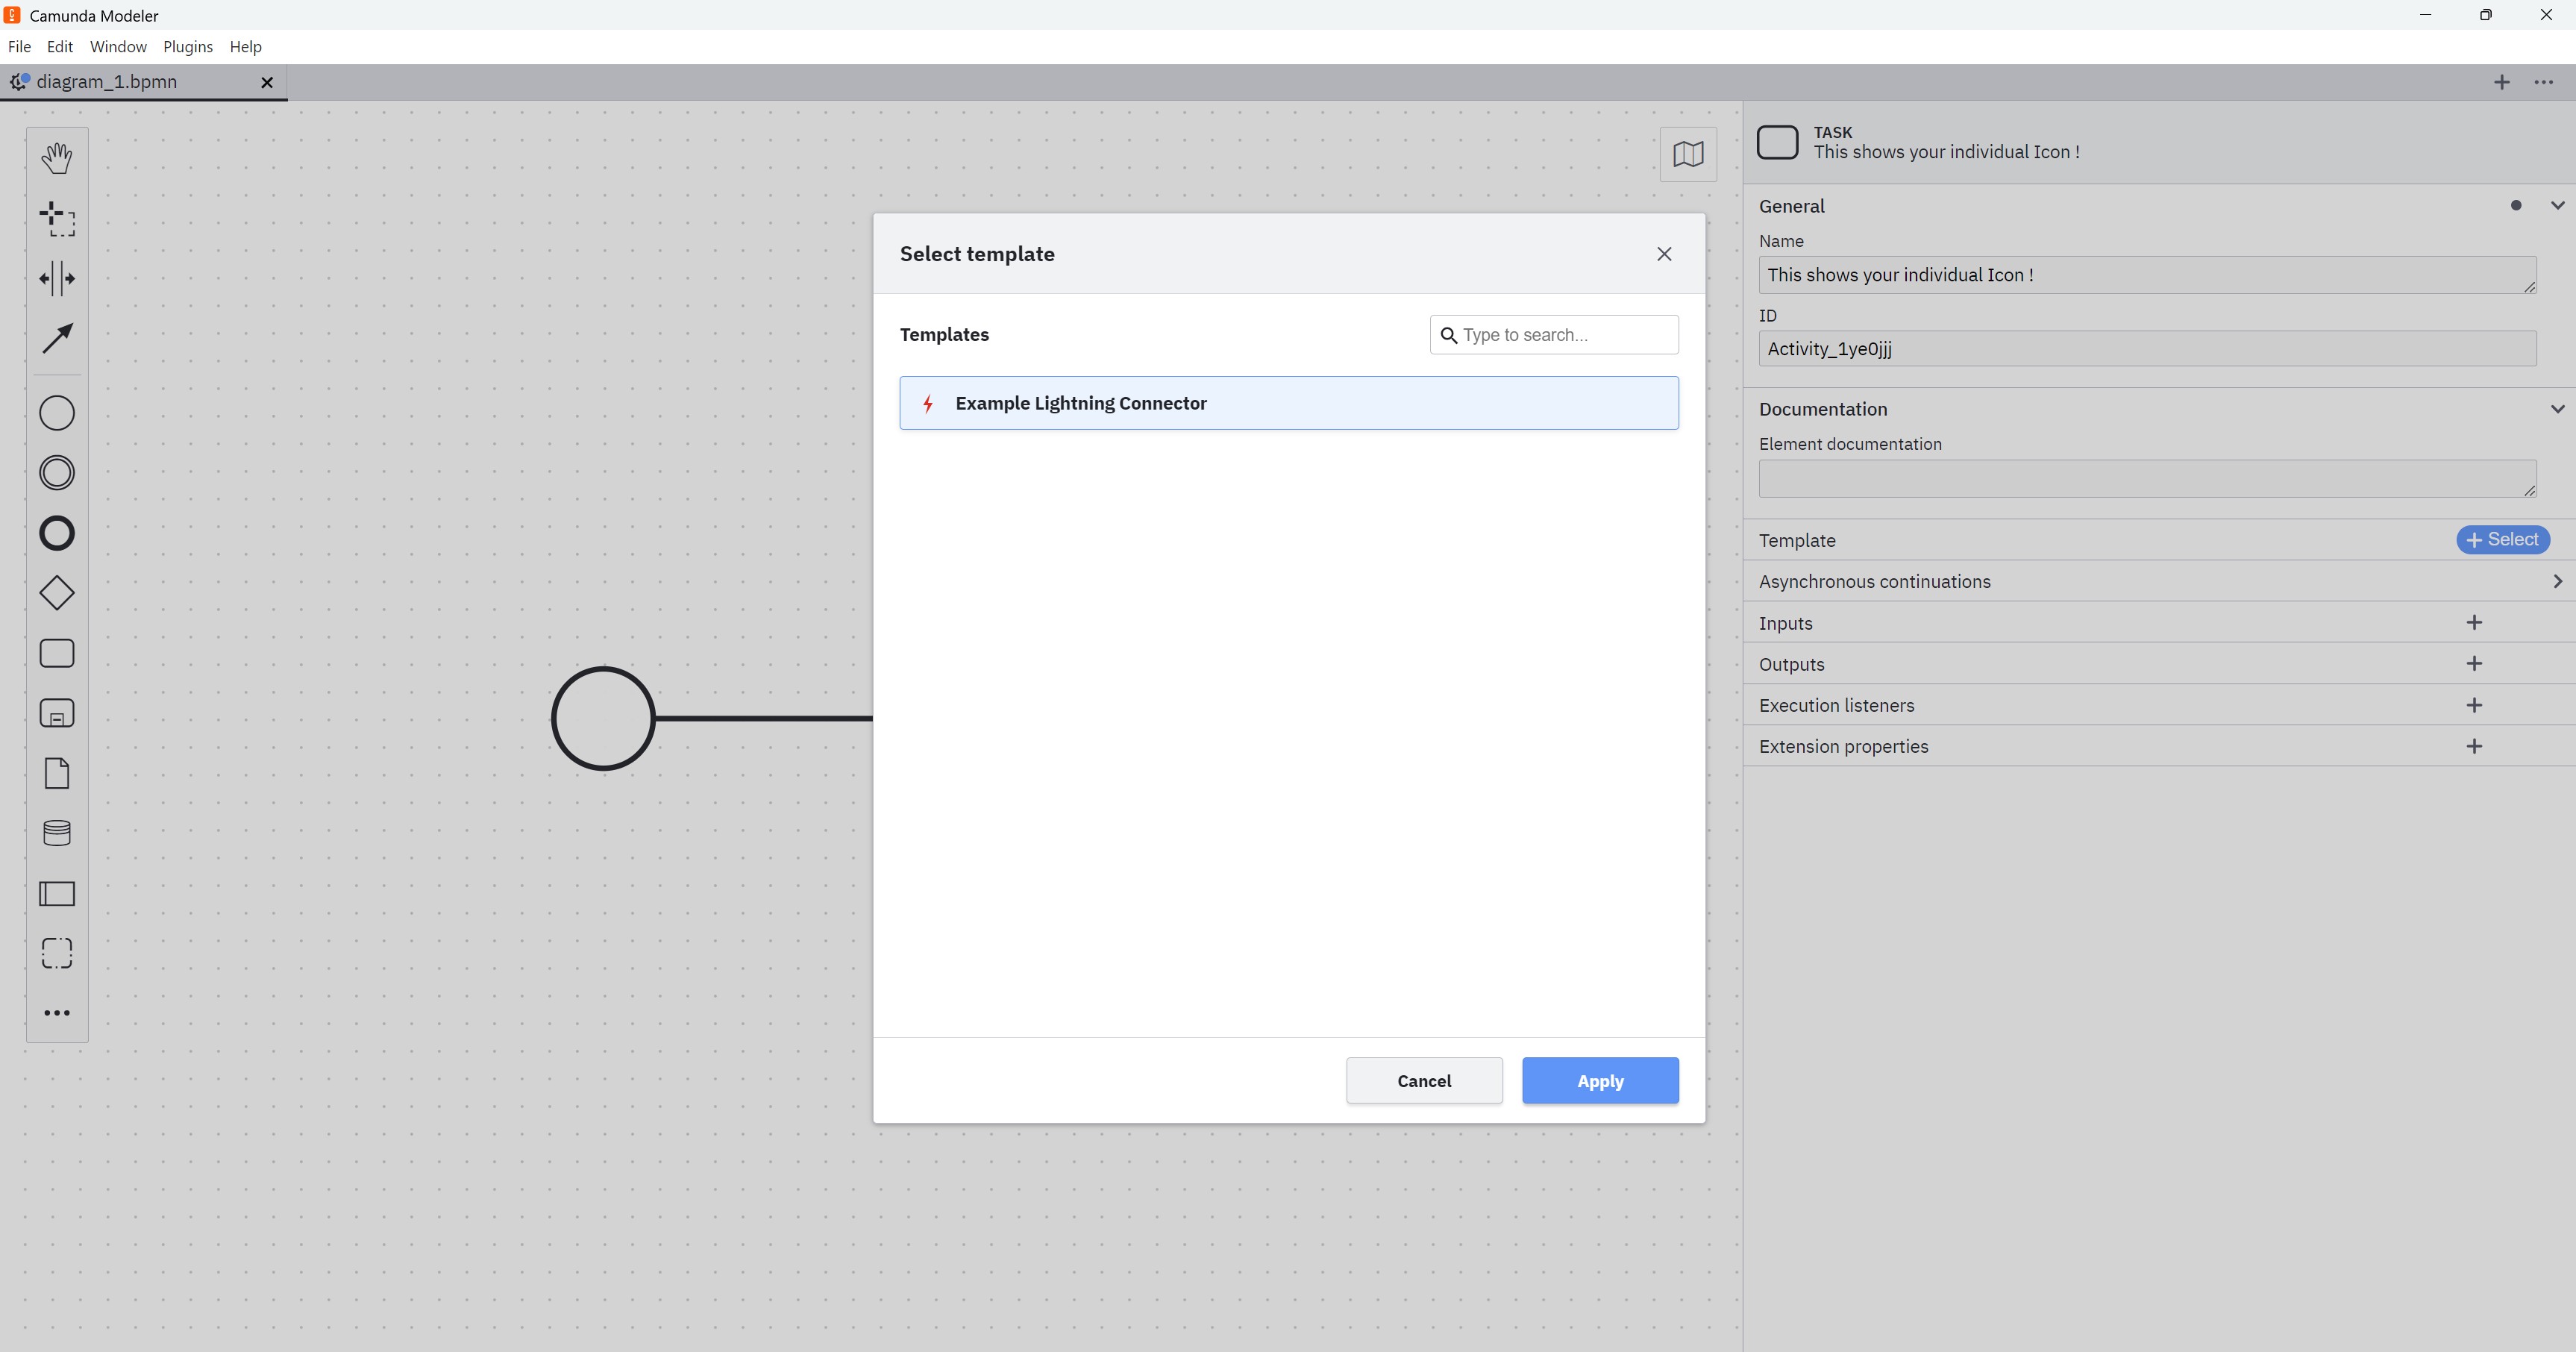 Camunda Modeler
File Edit Window Plugins Help
diagram_1.bpmn
TASK
This shows your individual Icon !
General
Name
This shows your individual Icon !
ID
Activity_1ye0jjj
Documentation
Element documentation
Template
Select
Asynchronous continuations
Inputs
Outputs
Execution listeners
Extension properties
Select template
Templates
Type to search...
Example Lightning Connector
Cancel
Apply